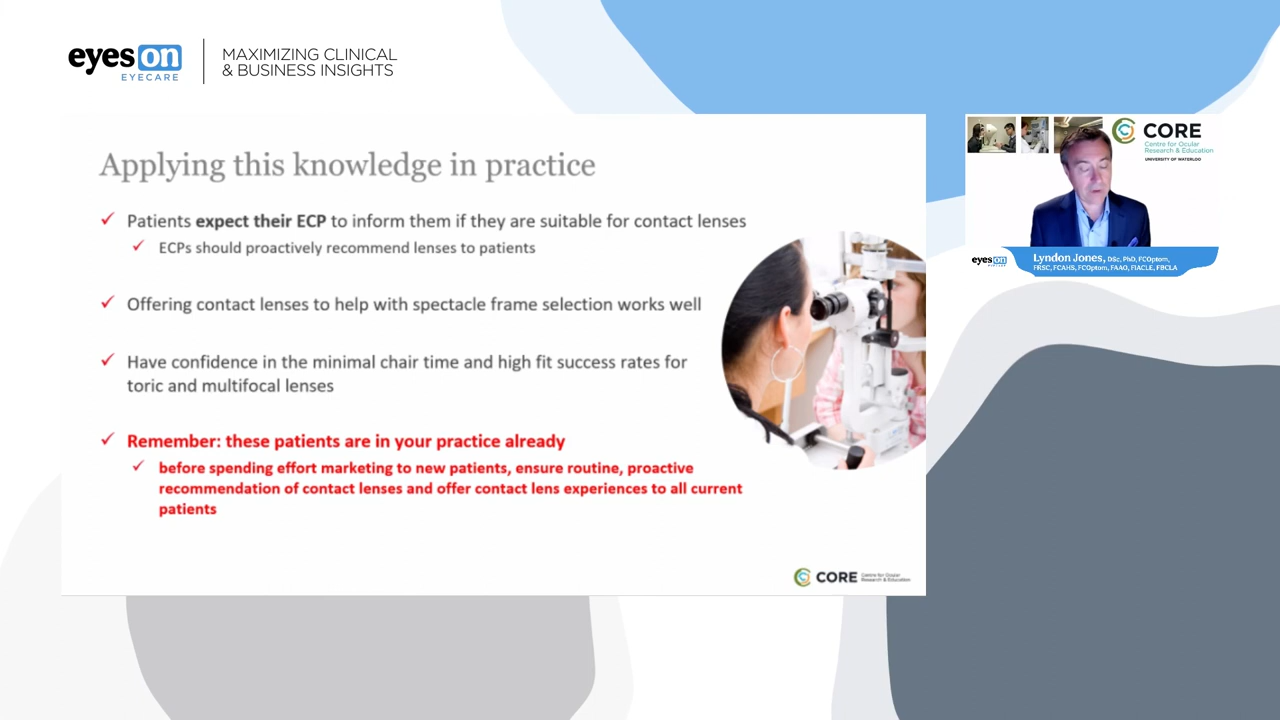 eyes on
EYECARE
MAXIMIZING CLINICAL
& BUSINESS INSIGHTS
Applying this knowledge in practice
Patients expect their ECP to inform them if they are suitable for contact lenses
ECPs should proactively recommend lenses to patients
Offering contact lenses to help with spectacle frame selection works well
Have confidence in the minimal chair time and high fit success rates for
toric and multifocal lenses
Remember: these patients are in your practice already
before spending effort marketing to new patients, ensure routine, proactive
recommendation of contact lenses and offer contact lens experiences to all current
patients
CORE
Centre for Ocular
Research & Education
CORE
Centre for Ocular
Research & Education
UNIVERSITY OF WATERLOO
eyes on
EYECARE
Lyndon Jones, DSc, PhD, FCOptom,
FRSC, FCAHS, FCOptom, FAAO, FIACLE, FBCLA